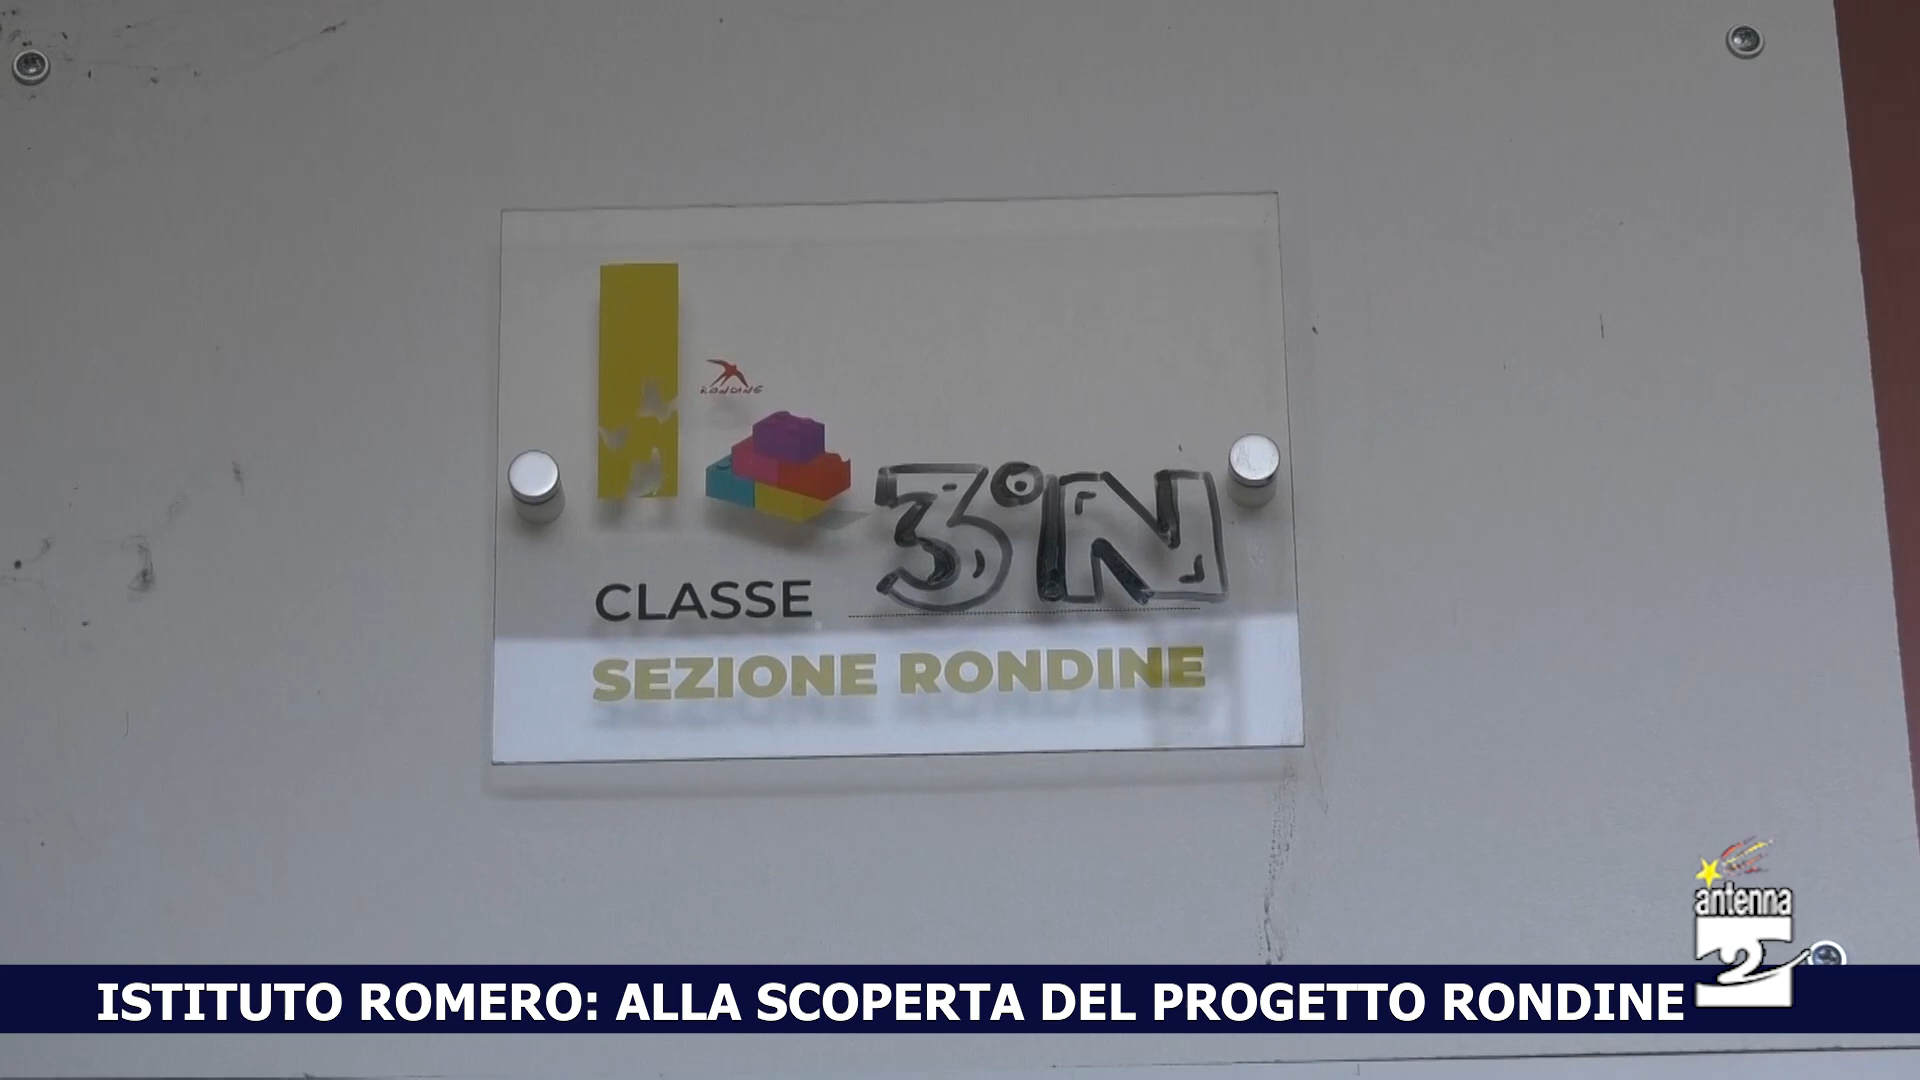 RONDINE
3°N
CLASSE
SEZIONE RONDINE
antenna
2
ISTITUTO ROMERO: ALLA SCOPERTA DEL PROGETTO RONDINE